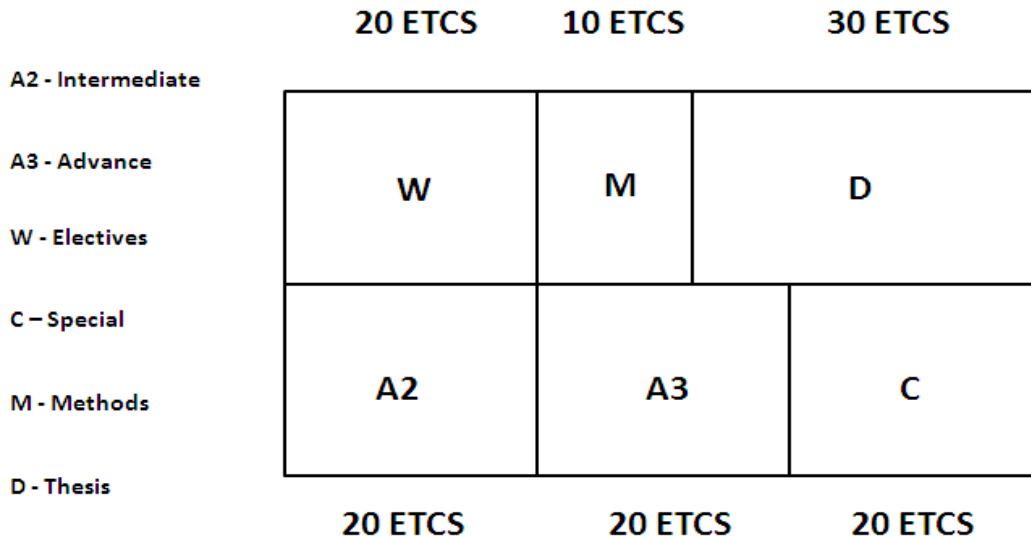 20 ETCS 10 ETCS 30 ETCS
A2 - Intermediate
A3 - Advance
W - Electives
C – Special
M - Methods
D - Thesis
W M D
A2 A3 C
20 ETCS 20 ETCS 20 ETCS